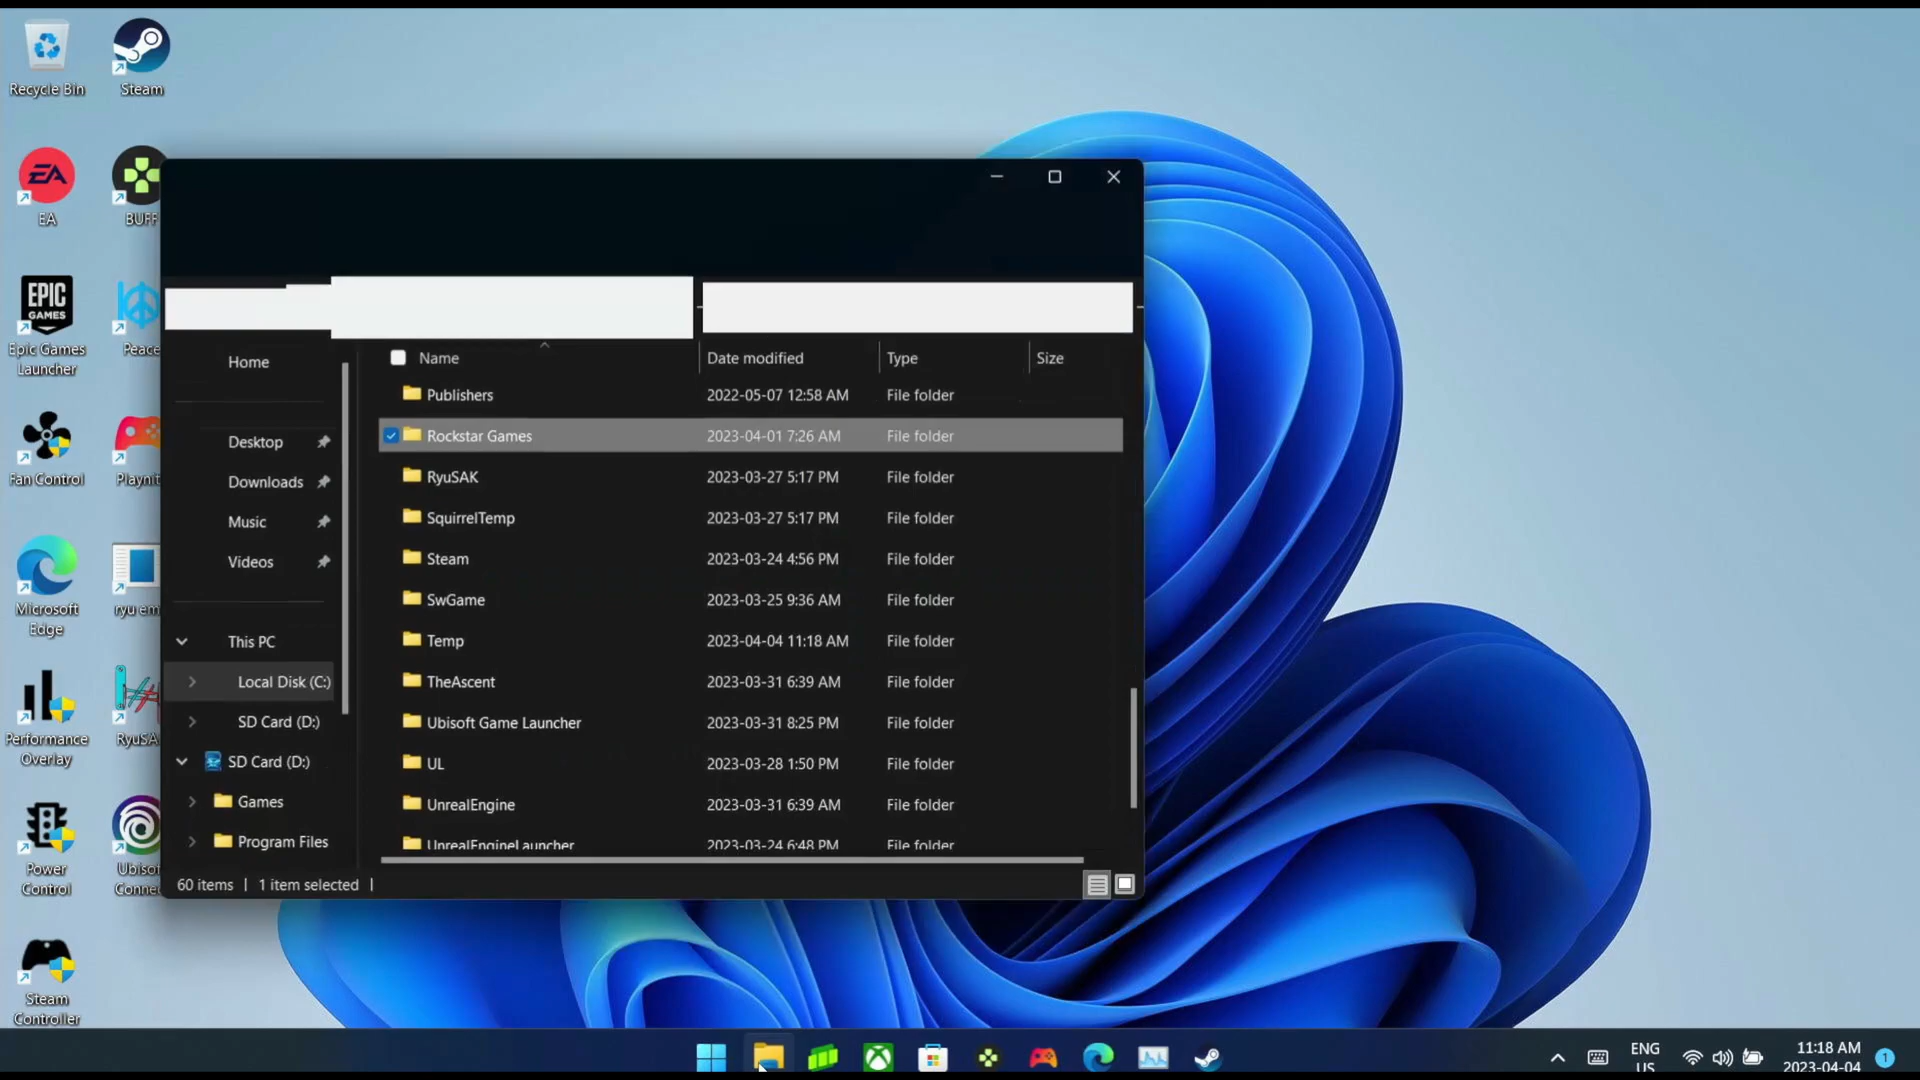 Recycle Bin
Steam
EA
EA
BUFF
EPIC
GAMES
Epic Games
Launcher
Peace
Fan Control
Microsoft
Edge
Performance
Overlay
Power
Control
Steam
Controller
Home
Desktop
Downloads
Music
Videos
This PC
Local Disk (C:)
SD Card (D:)
SD Card (D:)
Games
Program Files
Name Date modified Type Size
Publishers 2022-05-07 12:58 AM File folder
Rockstar Games 2023-04-01 7:26 AM File folder
RyuSAK 2023-03-27 5:17 PM File folder
SquirrelTemp 2023-03-27 5:17 PM File folder
Steam 2023-03-24 4:56 PM File folder
SwGame 2023-03-25 9:36 AM File folder
Temp 2023-04-04 11:18 AM File folder
TheAscent 2023-03-31 6:39 AM File folder
Ubisoft Game Launcher 2023-03-31 8:25 PM File folder
UL 2023-03-28 1:50 PM File folder
UnrealEngine 2023-03-31 6:39 AM File folder
UnrealEngineLauncher 2023-03-24 6:48 PM File folder
60 items | 1 item selected |
ENG
US
11:18 AM
2023-04-04
1